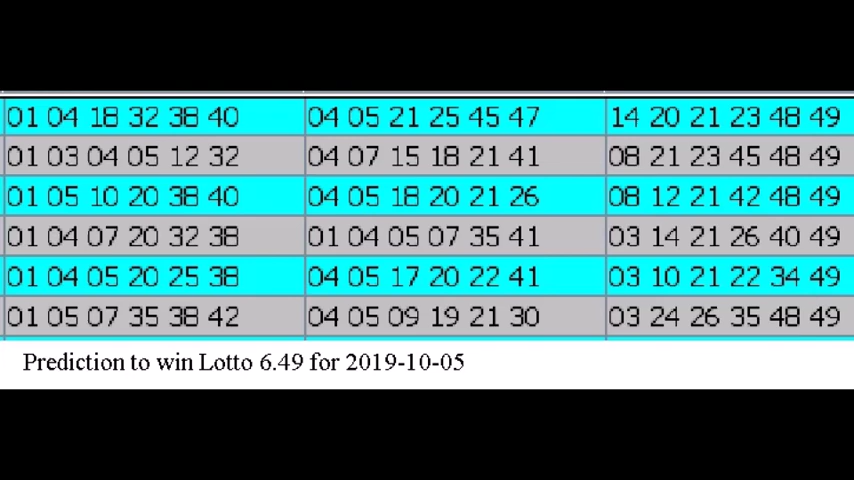 01 04 18 32 38 40 04 05 21 25 45 47 14 20 21 23 48 49
01 03 04 05 12 32 04 07 15 18 21 41 08 21 23 45 48 49
01 05 10 20 38 40 04 05 18 20 21 26 08 12 21 42 48 49
01 04 07 20 32 38 01 04 05 07 35 41 03 14 21 26 40 49
01 04 05 20 25 38 04 05 17 20 22 41 03 10 21 22 34 49
01 05 07 35 38 42 04 05 09 19 21 30 03 24 26 35 48 49
Prediction to win Lotto 6.49 for 2019-10-05